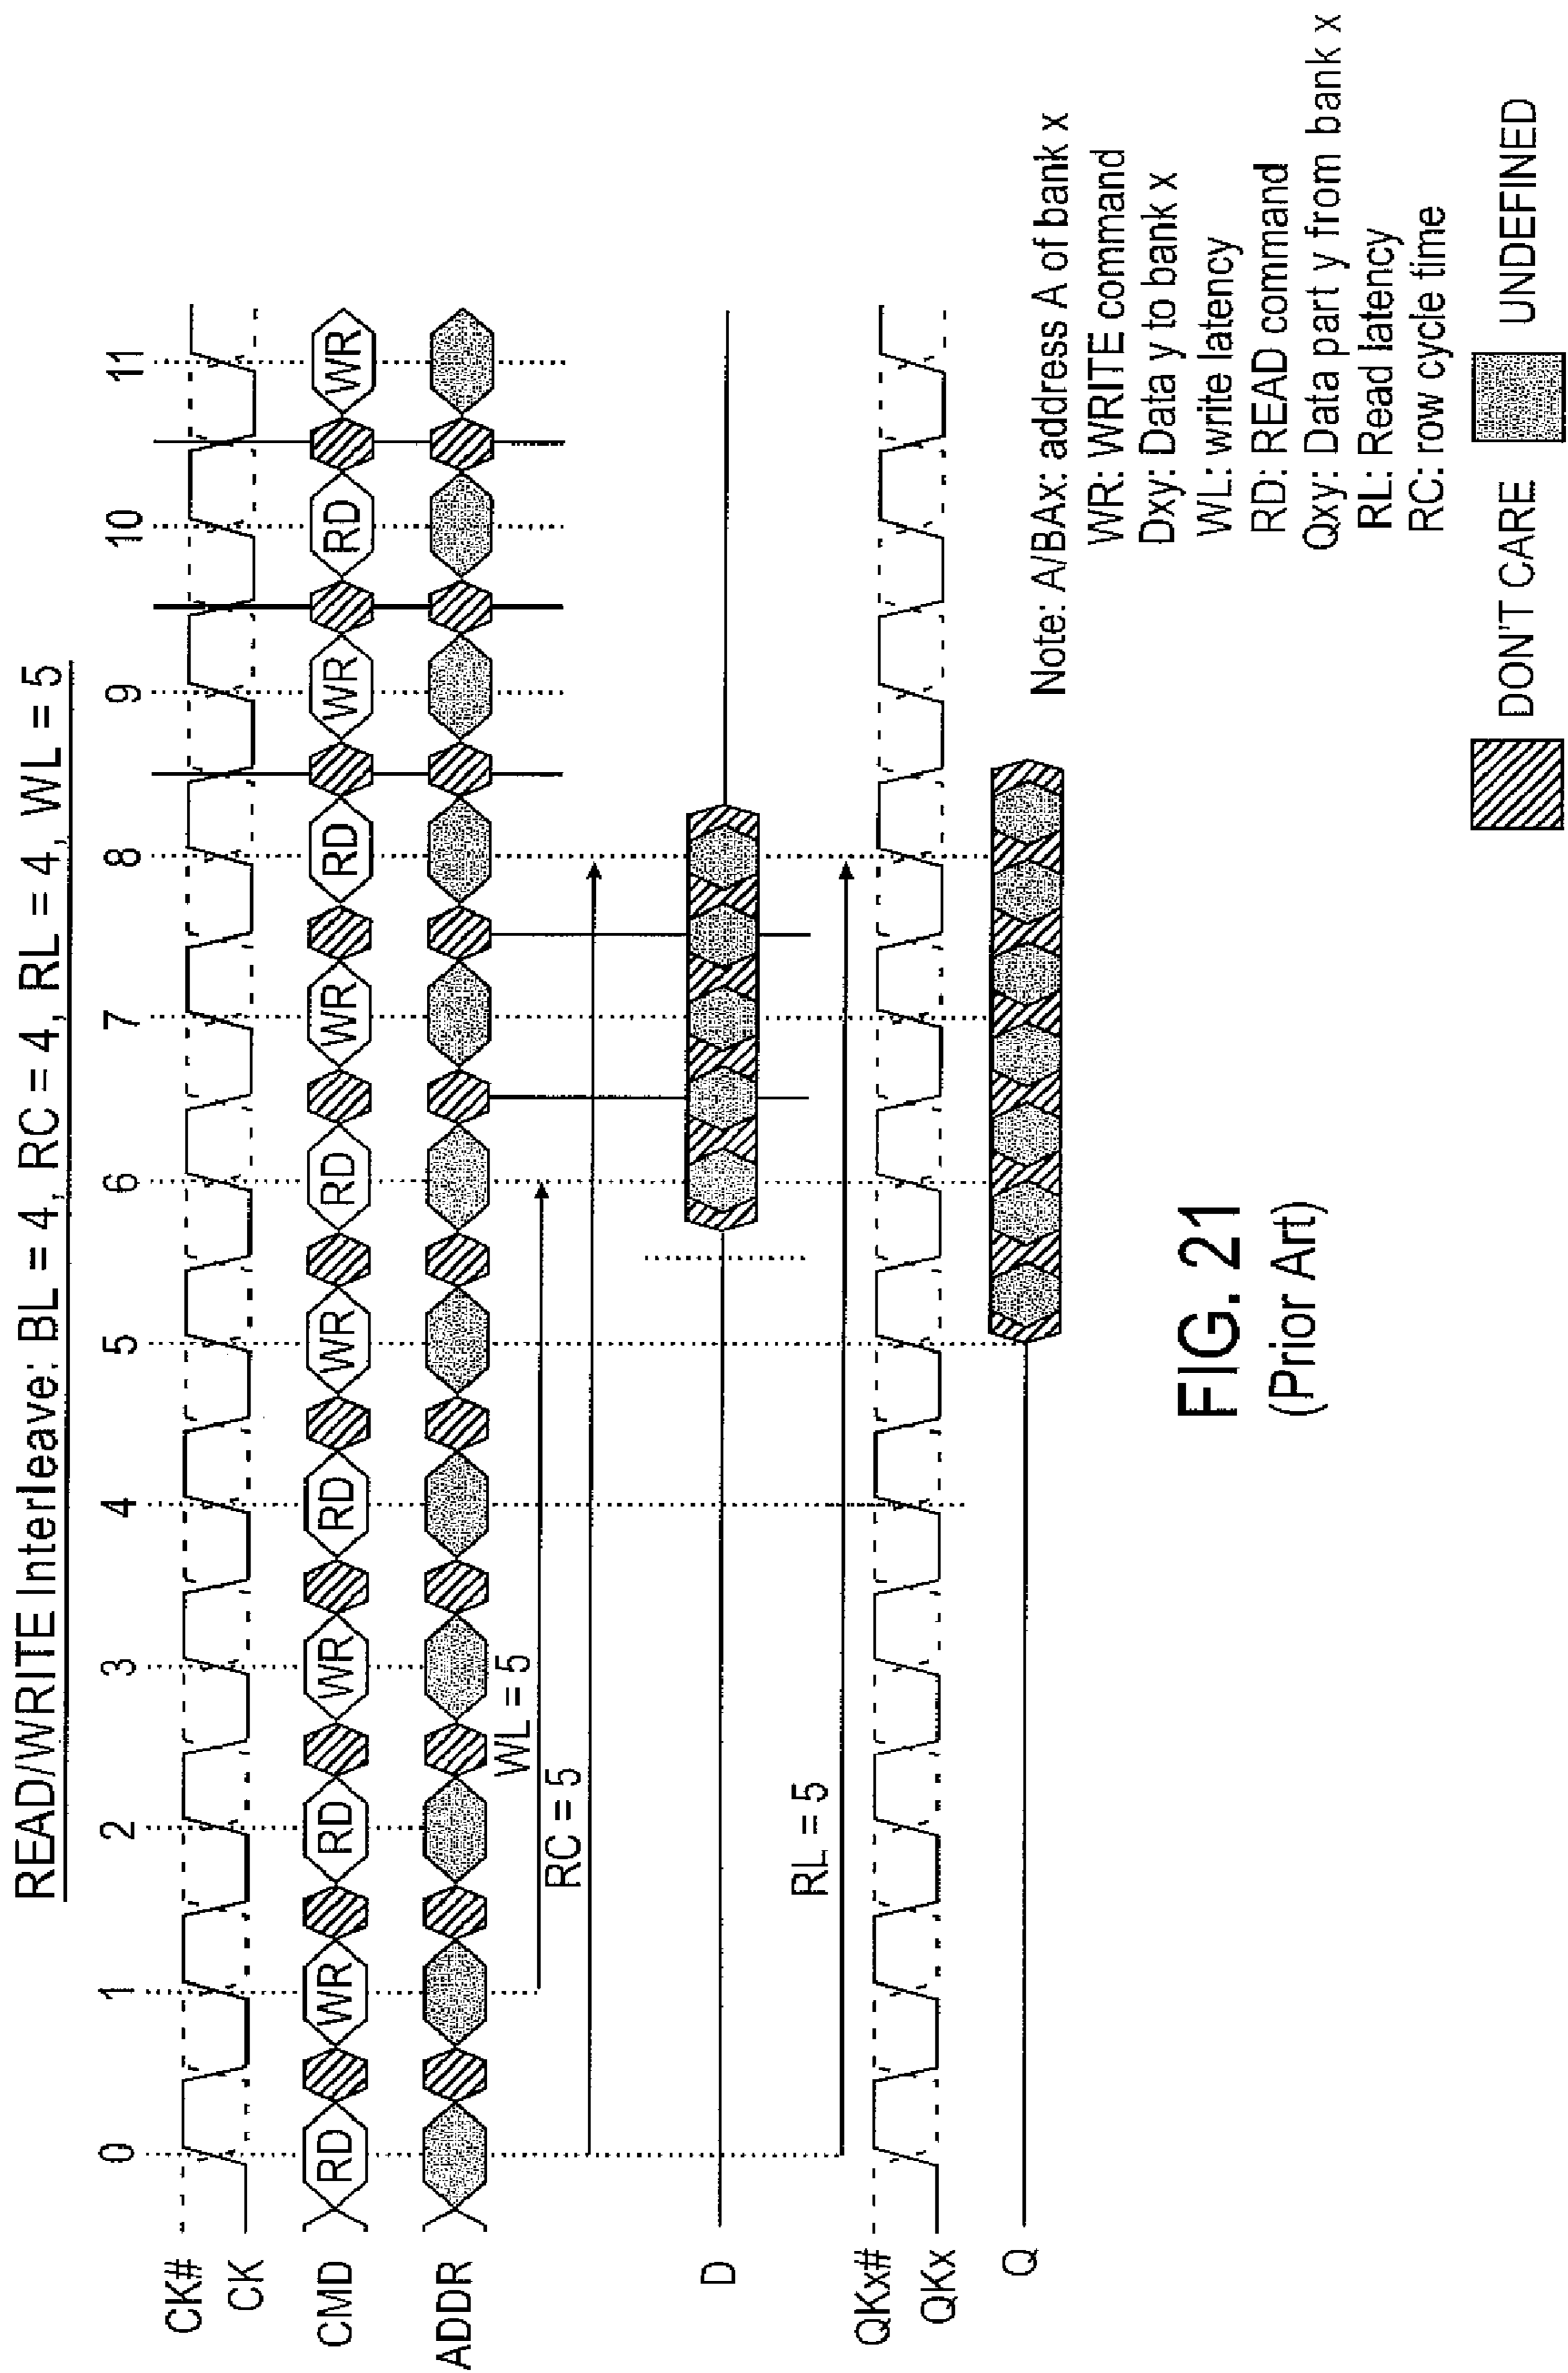 READ/WRITE Interleave: BL = 4, RC = 4, RL = 4, WL = 5
0 1 2 3 4 5 6 7 8 9 10 11
CK#
CK
CMD RD WR RD WR RD WR RD WR RD WR RD WR
ADDR
WL = 5
RC = 5
D
RL = 5
QKx#
QKx
Q
Note: A/BAx: address A of bank x
WR: WRITE command
Dxy: Data y to bank x
WL: write latency
RD: READ command
Qxy: Data part y from bank x
RL: Read latency
RC: row cycle time
DON'T CARE UNDEFINED
FIG. 21
(Prior Art)